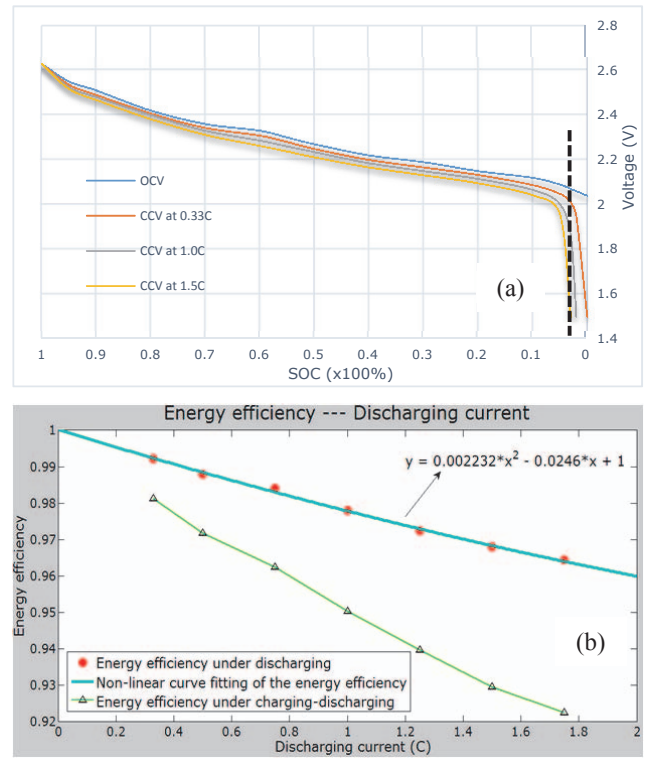 2.8
2.6
2.4
2.2
2
1.8
1.6
1.4
Voltage (V)
OCV
CCV at 0.33C
CCV at 1.0C
CCV at 1.5C
(a)
1 0.9 0.8 0.7 0.6 0.5 0.4 0.3 0.2 0.1 0
SOC (x100%)
Energy efficiency --- Discharging current
1
0.99
0.98
0.97
0.96
0.95
0.94
0.93
0.92
Energy efficiency
y = 0.002232*x² - 0.0246*x + 1
(b)
Energy efficiency under discharging
Non-linear curve fitting of the energy efficiency
Energy efficiency under charging-discharging
0 0.2 0.4 0.6 0.8 1 1.2 1.4 1.6 1.8 2
Discharging current (C)